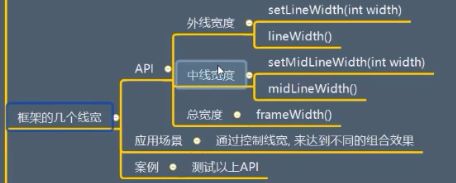 外线宽度
setLineWidth(int width)
lineWidth()
API
中线宽度
setMidLineWidth(int width)
midLineWidth()
总宽度
frameWidth()
框架的几个线宽
应用场景
通过控制线宽, 来达到不同的组合效果
案例
测试以上API